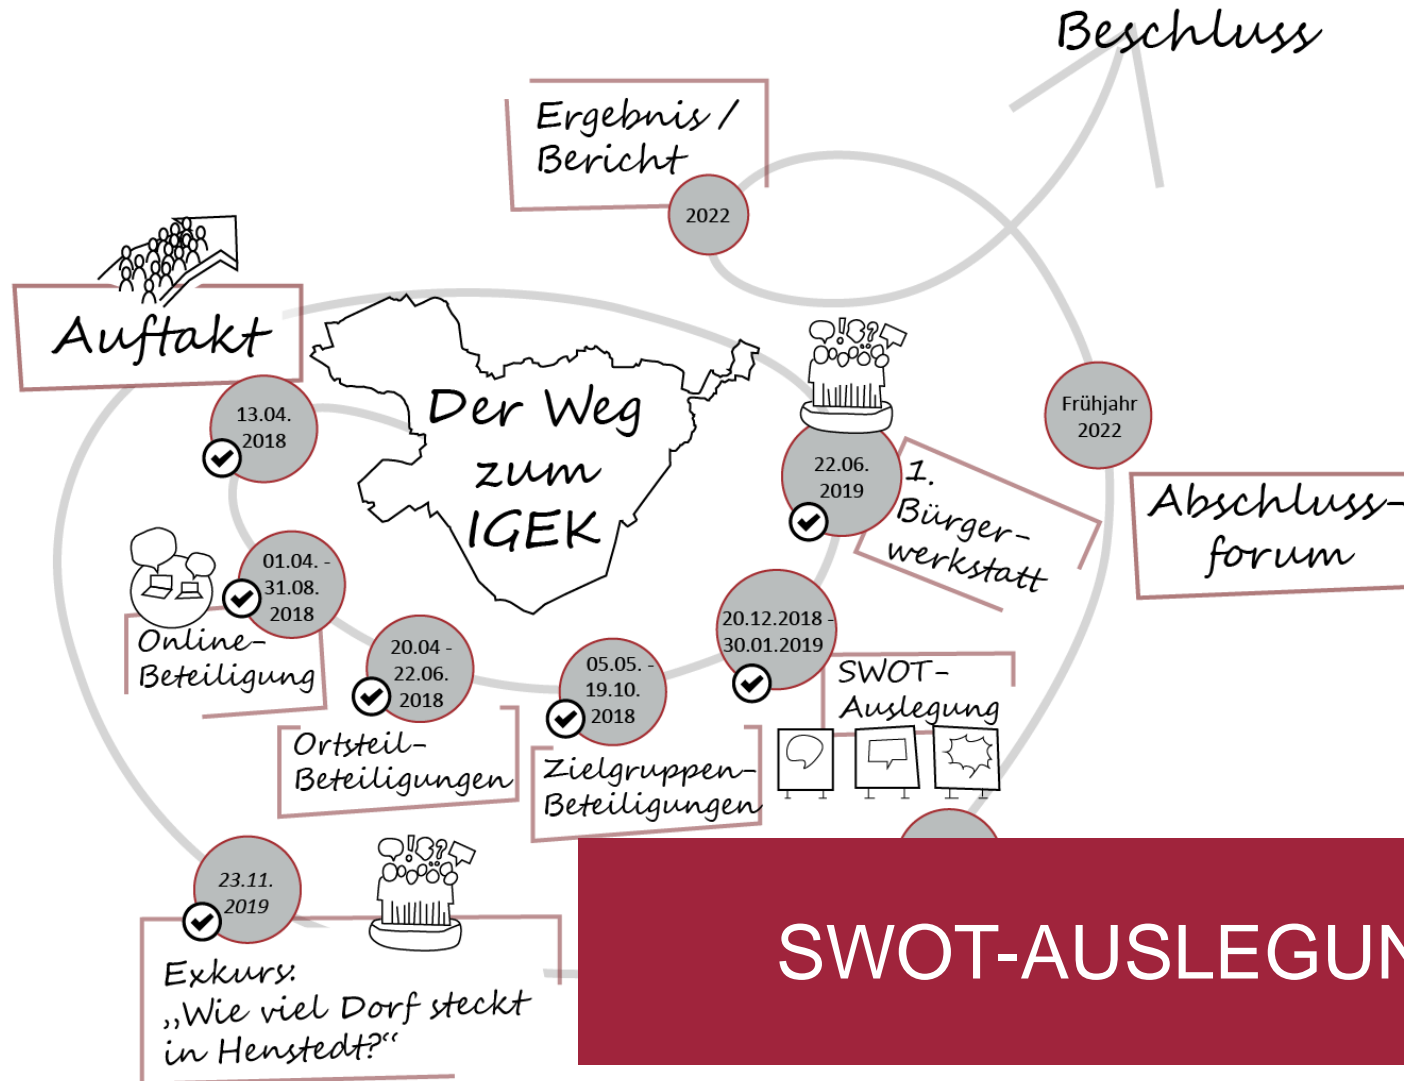 Beschluss
Ergebnis /
Bericht
2022
Auftakt
13.04.
2018
Der Weg
zum
IGEK
22.06.
2019
1.
Bürger-
werkstatt
Frühjahr
2022
Abschluss-
forum
01.04. -
31.08.
2018
Online-
Beteiligung
20.04 -
22.06.
2018
Ortsteil-
Beteiligungen
05.05. -
19.10.
2018
Zielgruppen-
Beteiligungen
20.12.2018 -
30.01.2019
SWOT-
Auslegung
23.11.
2019
Exkurs:
„Wie viel Dorf steckt
in Henstedt?“
SWOT-AUSLEGUN